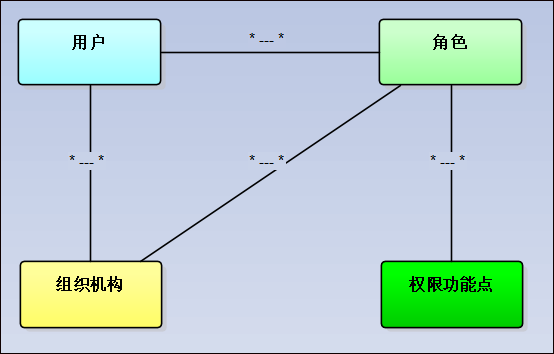 用户
* --- *
角色
* --- *
* --- *
* --- *
组织机构
权限功能点